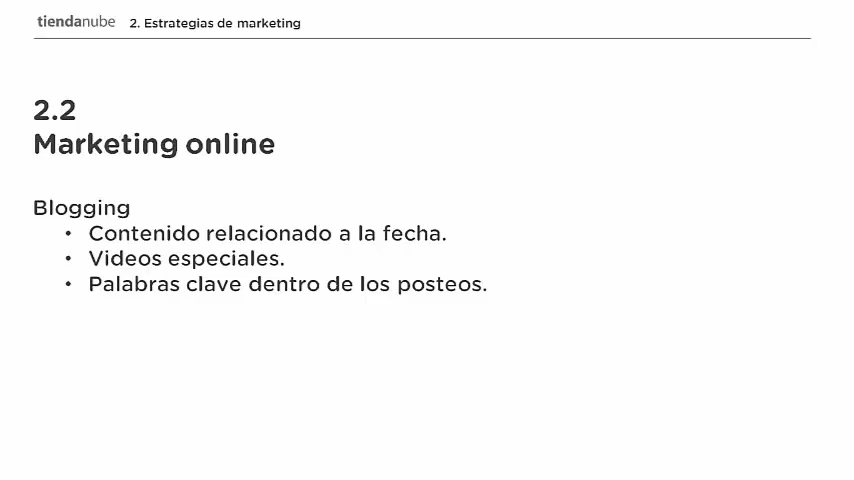 tiendanube 2. Estrategias de marketing
2.2
Marketing online
Blogging
• Contenido relacionado a la fecha.
• Videos especiales.
• Palabras clave dentro de los posteos.